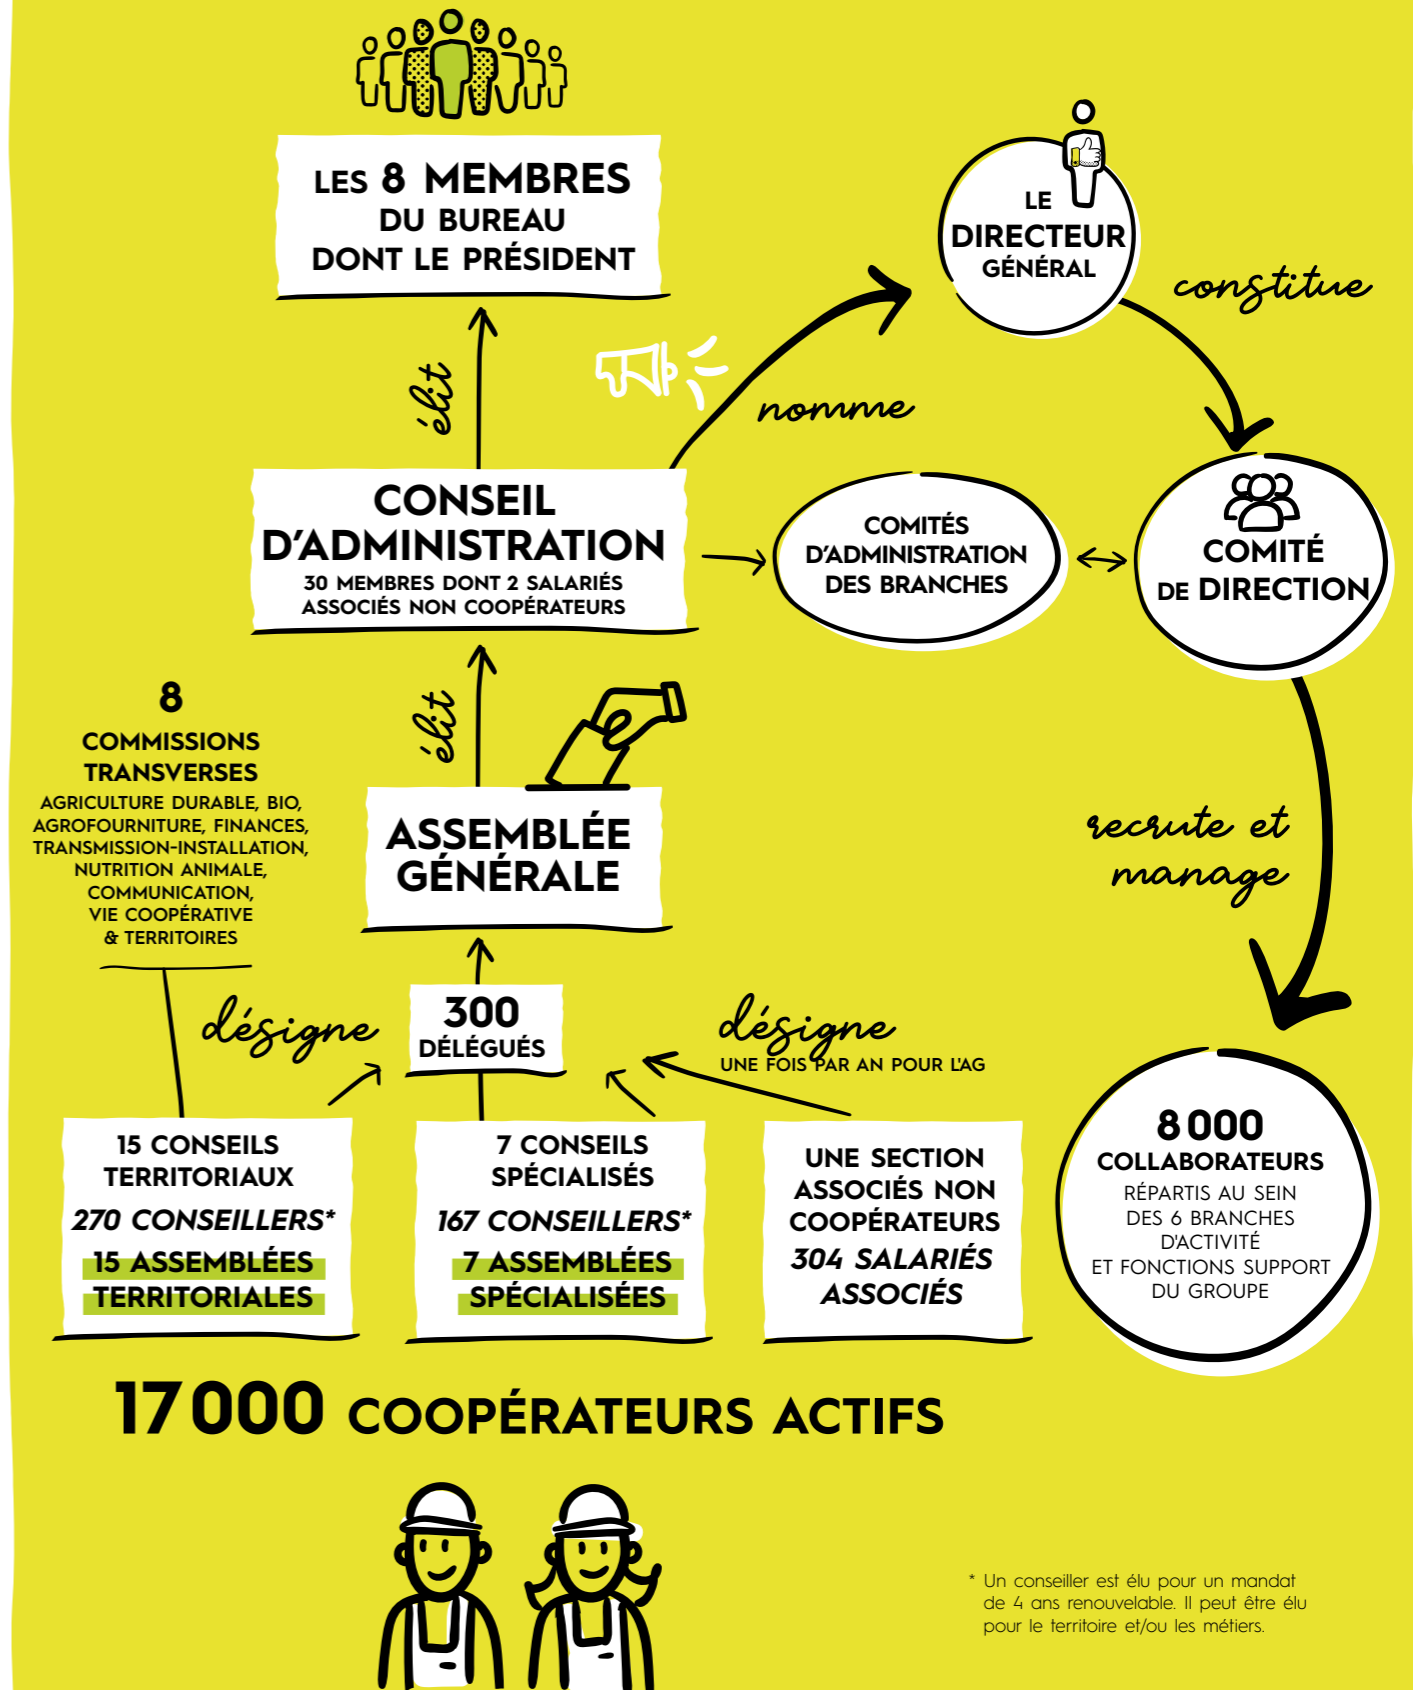 LES 8 MEMBRES
DU BUREAU
DONT LE PRÉSIDENT
LE
DIRECTEUR
GÉNÉRAL
constitue
élit
nomme
CONSEIL
D'ADMINISTRATION
30 MEMBRES DONT 2 SALARIÉS
ASSOCIÉS NON COOPÉRATEURS
COMITÉS
D'ADMINISTRATION
DES BRANCHES
COMITÉ
DE DIRECTION
élit
8
COMMISSIONS
TRANSVERSES
AGRICULTURE DURABLE, BIO,
AGROFOURNITURE, FINANCES,
TRANSMISSION-INSTALLATION,
NUTRITION ANIMALE,
COMMUNICATION,
VIE COOPÉRATIVE
& TERRITOIRES
ASSEMBLÉE
GÉNÉRALE
recrute et
manage
désigne
300
DÉLÉGUÉS
désigne
UNE FOIS PAR AN POUR L'AG
15 CONSEILS
TERRITORIAUX
270 CONSEILLERS*
15 ASSEMBLÉES
TERRITORIALES
7 CONSEILS
SPÉCIALISÉS
167 CONSEILLERS*
7 ASSEMBLÉES
SPÉCIALISÉES
UNE SECTION
ASSOCIÉS NON
COOPÉRATEURS
304 SALARIÉS
ASSOCIÉS
8 000
COLLABORATEURS
RÉPARTIS AU SEIN
DES 6 BRANCHES
D'ACTIVITÉ
ET FONCTIONS SUPPORT
DU GROUPE
17 000 COOPÉRATEURS ACTIFS
* Un conseiller est élu pour un mandat
de 4 ans renouvelable. Il peut être élu
pour le territoire et/ou les métiers.